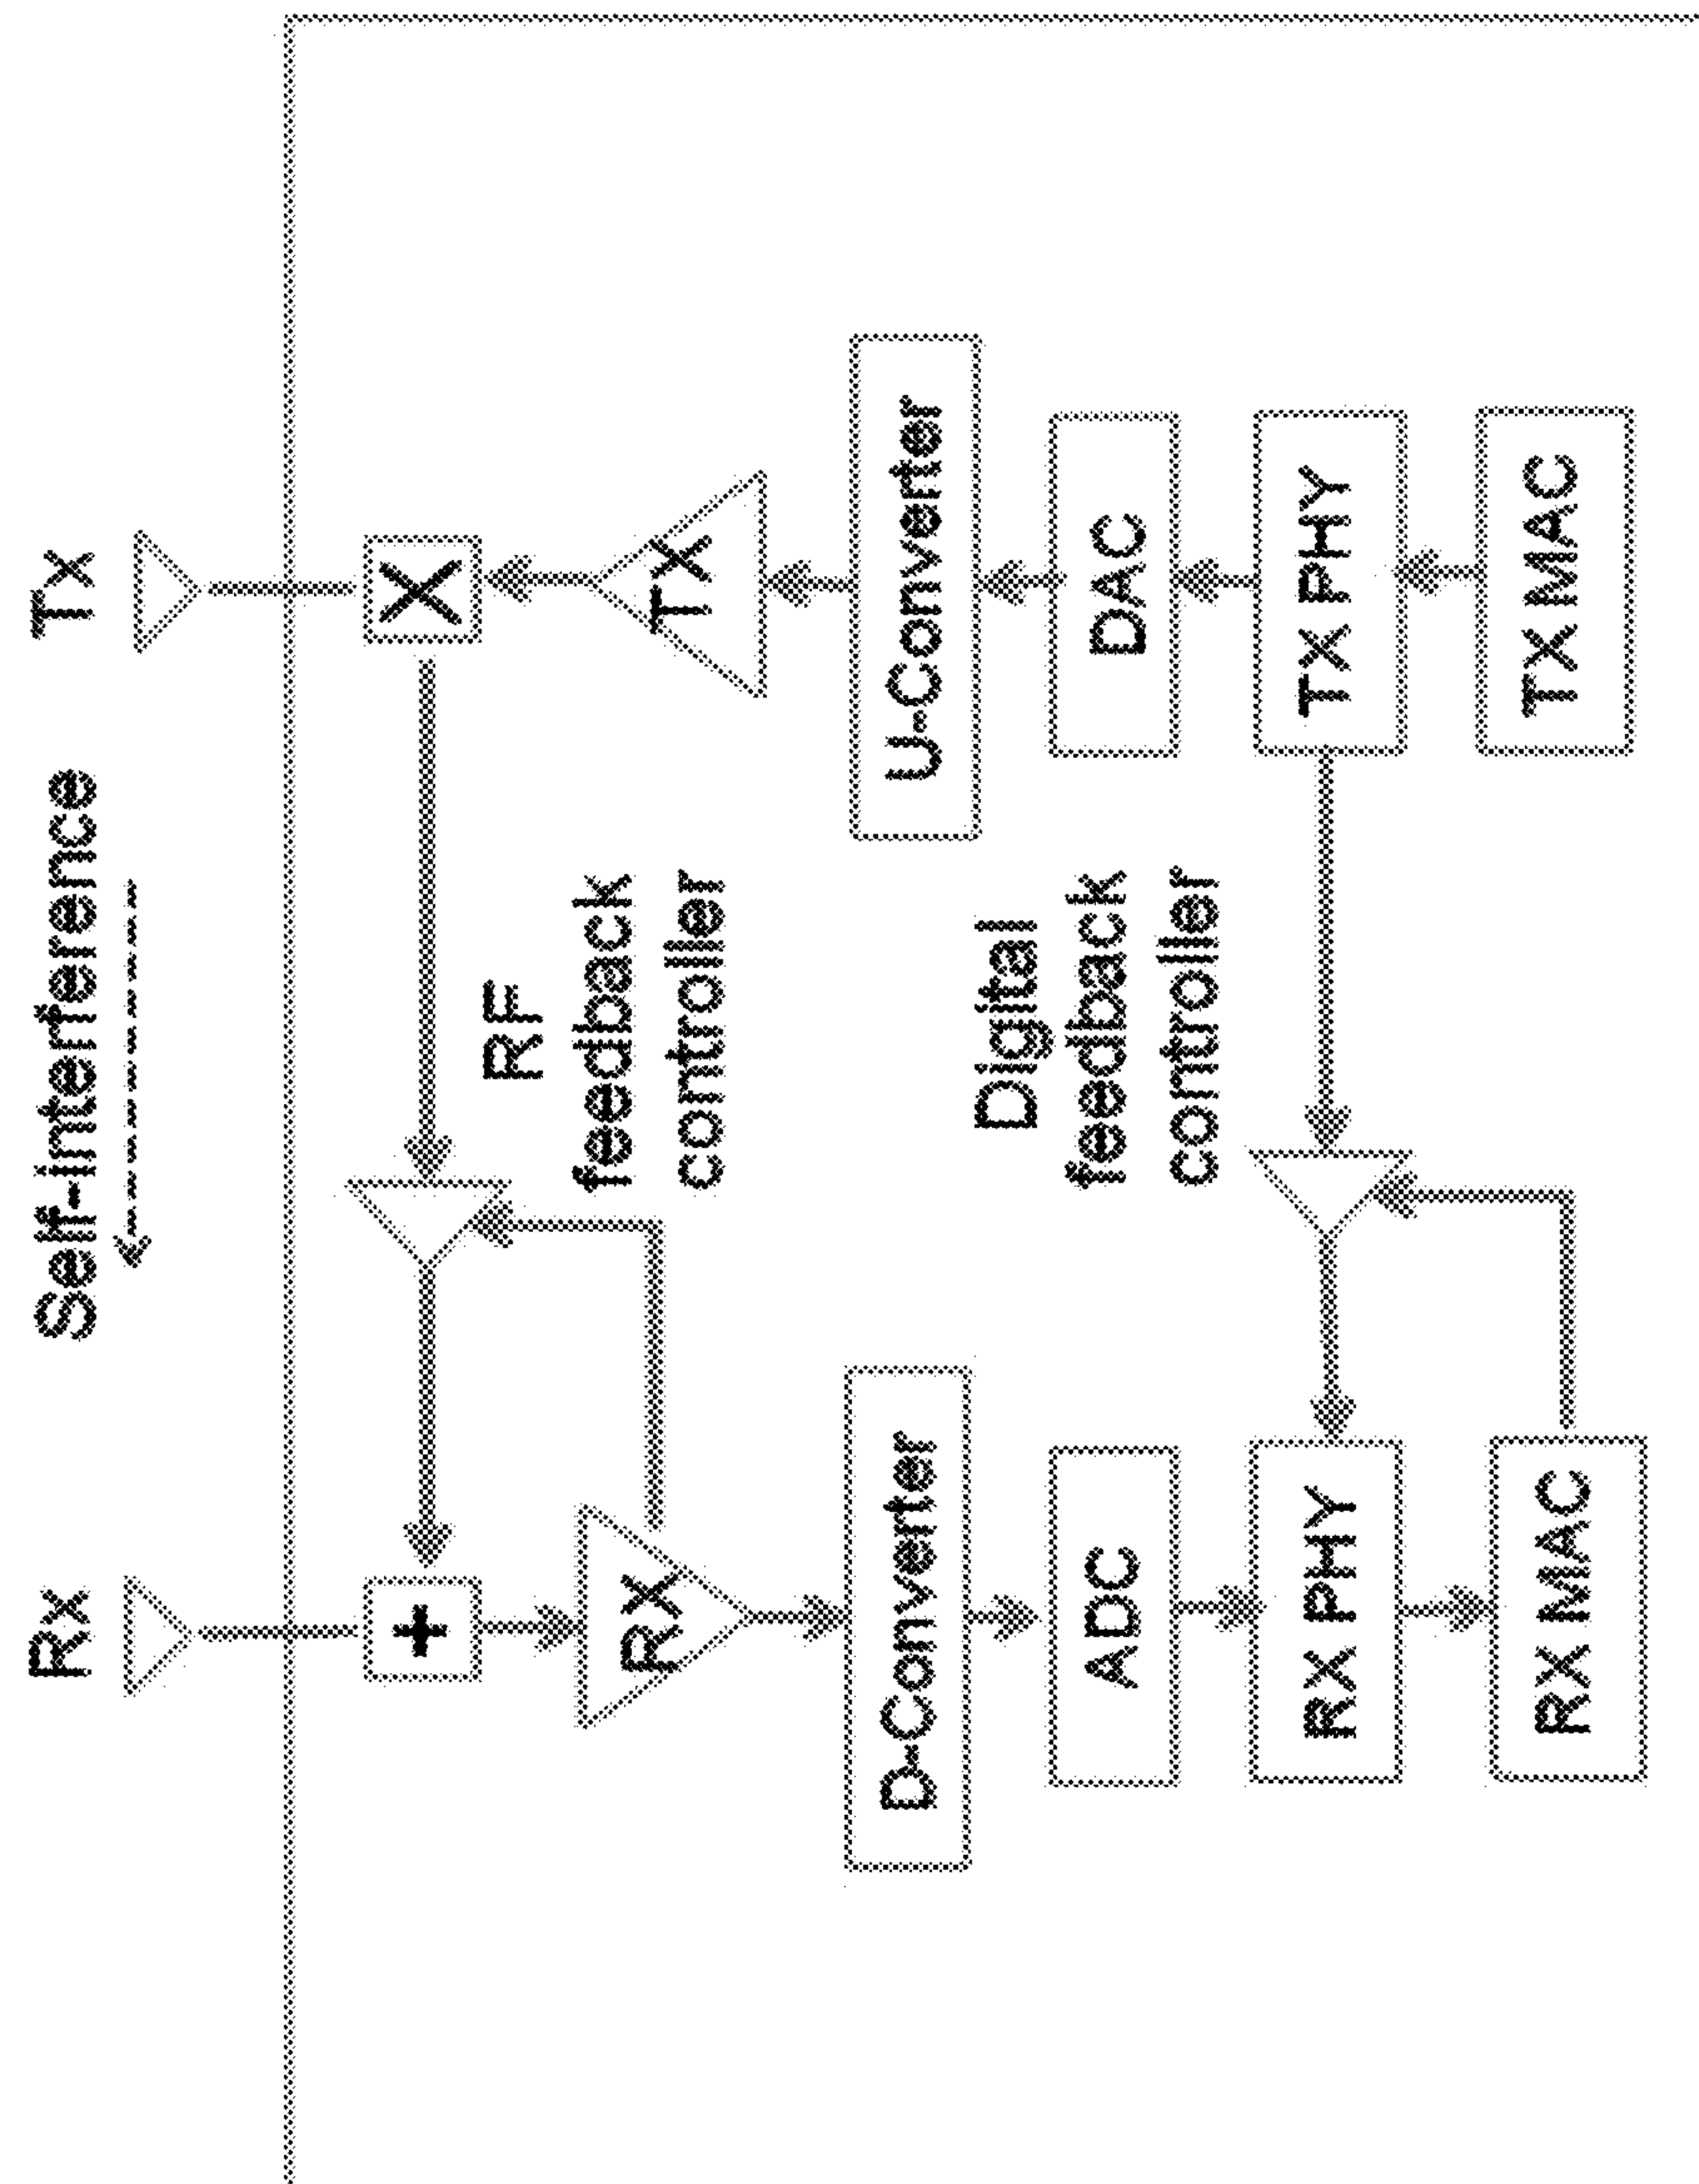 Rx
Self-interference
Tx
+
X
RF
feedback
controller
RX
TX
D-Converter
U-Converter
Digital
feedback
controller
ADC
DAC
RX PHY
TX PHY
RX MAC
TX MAC